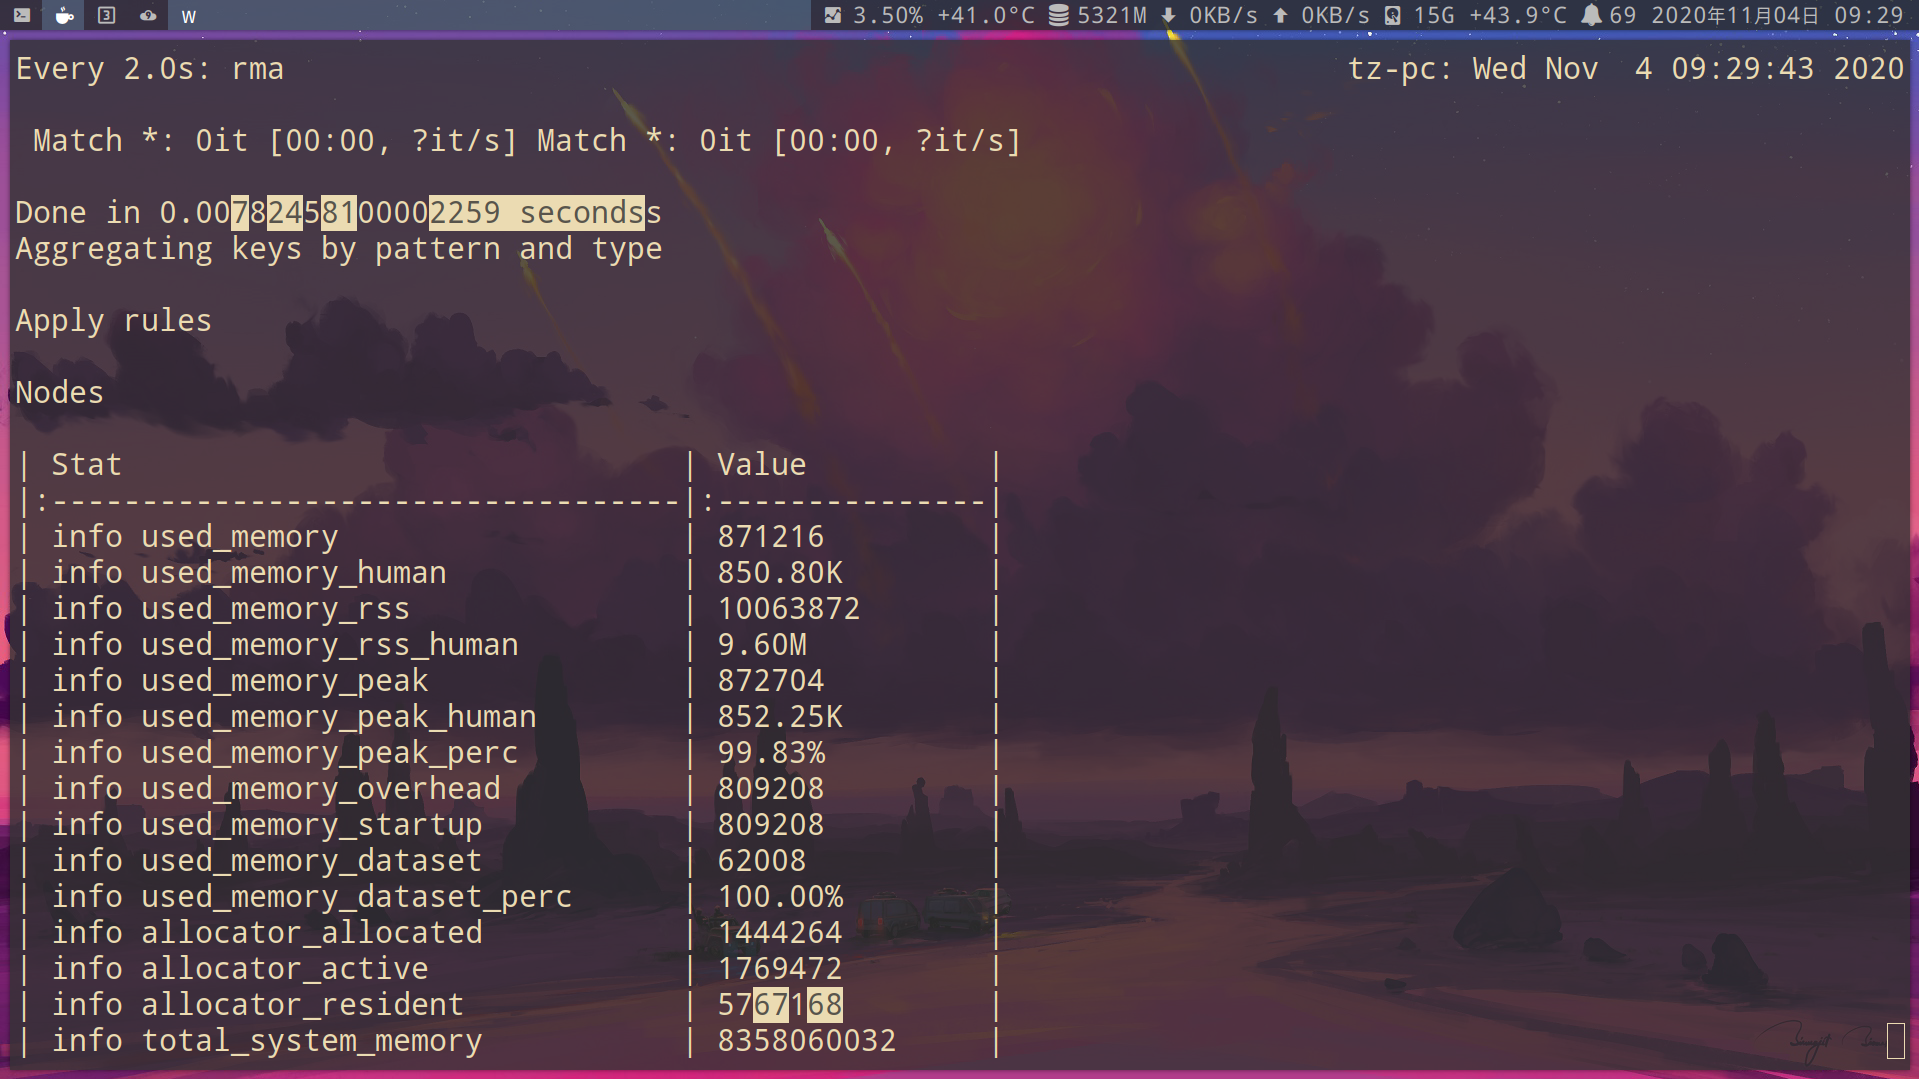 3 W 3.50% +41.0°C 5321M 0KB/s 0KB/s 15G +43.9°C 69 2020年11月04日 09:29
Every 2.0s: rma tz-pc: Wed Nov  4 09:29:43 2020
Match *: 0it [00:00, ?it/s] Match *: 0it [00:00, ?it/s]
Done in 0.00782458100002259 secondss
Aggregating keys by pattern and type
Apply rules
Nodes
| Stat | Value |
|:-----------------------------------|:---------------|
| info used_memory | 871216 |
| info used_memory_human | 850.80K |
| info used_memory_rss | 10063872 |
| info used_memory_rss_human | 9.60M |
| info used_memory_peak | 872704 |
| info used_memory_peak_human | 852.25K |
| info used_memory_peak_perc | 99.83% |
| info used_memory_overhead | 809208 |
| info used_memory_startup | 809208 |
| info used_memory_dataset | 62008 |
| info used_memory_dataset_perc | 100.00% |
| info allocator_allocated | 1444264 |
| info allocator_active | 1769472 |
| info allocator_resident | 5767168 |
| info total_system_memory | 8358060032 |